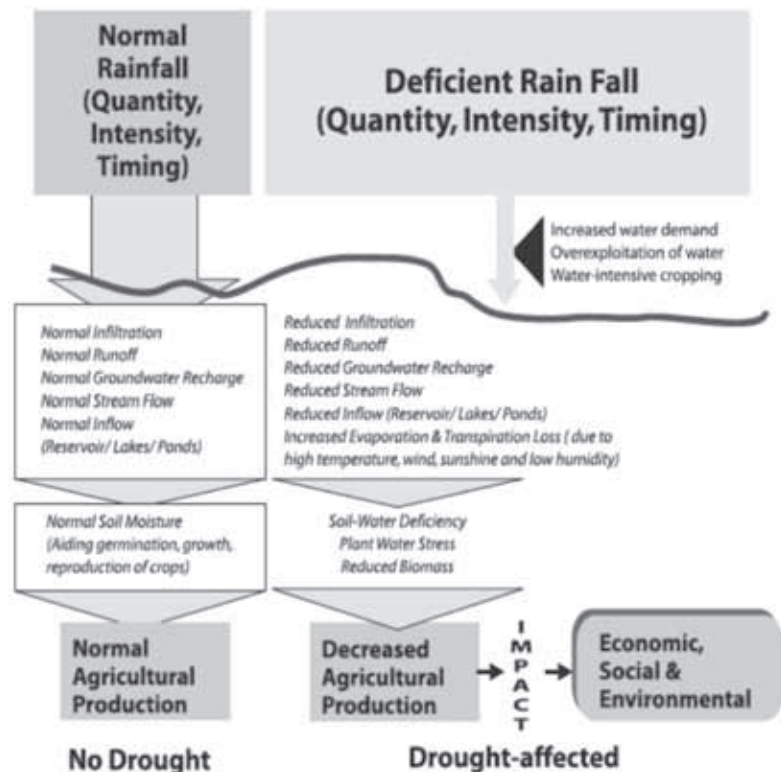 Normal
Rainfall
(Quantity,
Intensity,
Timing)
Deficient Rain Fall
(Quantity, Intensity, Timing)
Increased water demand
Overexploitation of water
Water-intensive cropping
Normal Infiltration
Normal Runoff
Normal Groundwater Recharge
Normal Stream Flow
Normal Inflow
(Reservoir/ Lakes/ Ponds)
Reduced Infiltration
Reduced Runoff
Reduced Groundwater Recharge
Reduced Stream Flow
Reduced Inflow (Reservoir/ Lakes/ Ponds)
Increased Evaporation & Transpiration Loss ( due to
high temperature, wind, sunshine and low humidity)
Normal Soil Moisture
(Aiding germination, growth,
reproduction of crops)
Soil-Water Deficiency
Plant Water Stress
Reduced Biomass
Normal
Agricultural
Production
Decreased
Agricultural
Production
IMPACT
Economic,
Social &
Environmental
No Drought
Drought-affected